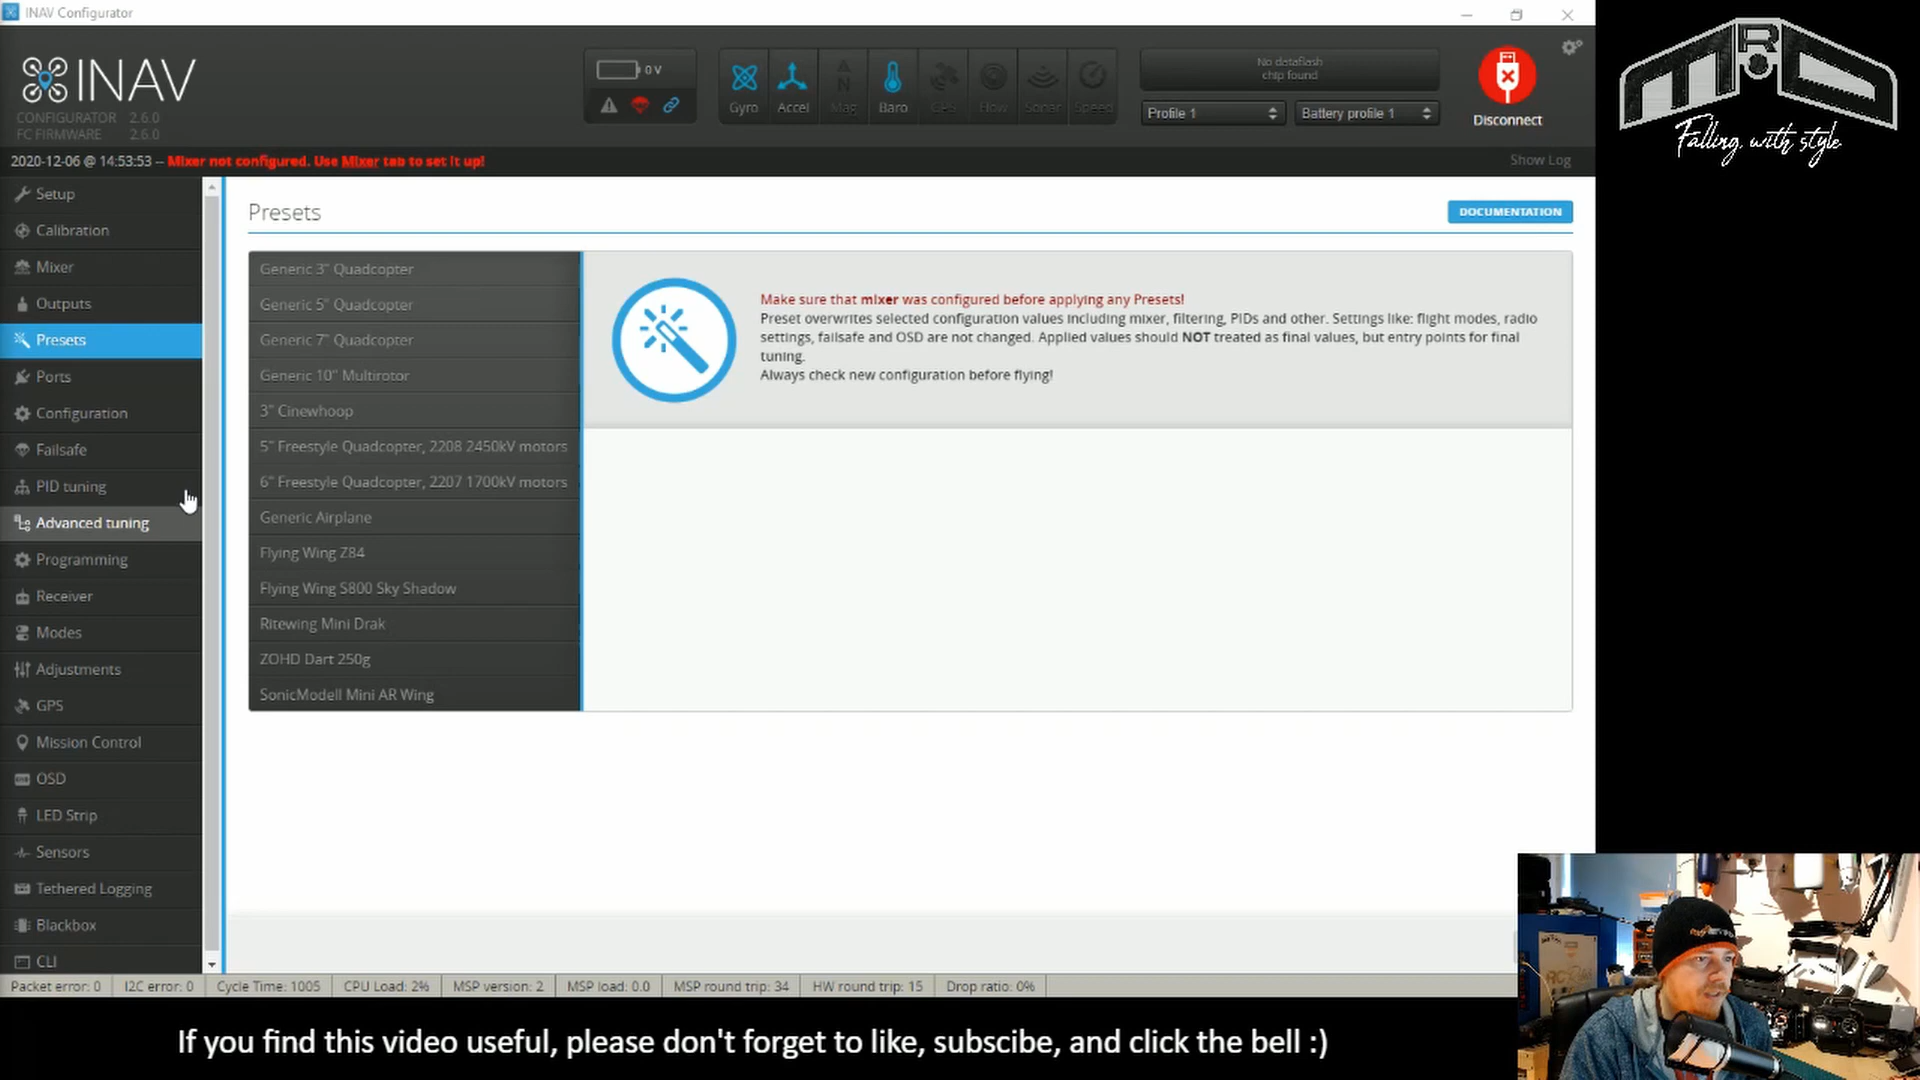 INAV Configurator
INAV
CONFIGURATOR 2.6.0
FC FIRMWARE 2.6.0
0 V
Gyro Accel Mag Baro GPS Flow Sonar Speed
No dataflash
chip found
Profile 1
Battery profile 1
Disconnect
2020-12-06 @ 14:53:53 -- Mixer not configured. Use Mixer tab to set it up!
Show Log
MRD
Falling with style
Setup
Calibration
Mixer
Outputs
Presets
Ports
Configuration
Failsafe
PID tuning
Advanced tuning
Programming
Receiver
Modes
Adjustments
GPS
Mission Control
OSD
LED Strip
Sensors
Tethered Logging
Blackbox
CLI
Presets
DOCUMENTATION
Generic 3" Quadcopter
Generic 5" Quadcopter
Generic 7" Quadcopter
Generic 10" Multirotor
3" Cinewhoop
5" Freestyle Quadcopter, 2208 2450kV motors
6" Freestyle Quadcopter, 2207 1700kV motors
Generic Airplane
Flying Wing Z84
Flying Wing S800 Sky Shadow
Ritewing Mini Drak
ZOHD Dart 250g
SonicModell Mini AR Wing
Make sure that mixer was configured before applying any Presets!
Preset overwrites selected configuration values including mixer, filtering, PIDs and other. Settings like: flight modes, radio
settings, failsafe and OSD are not changed. Applied values should NOT treated as final values, but entry points for final
tuning.
Always check new configuration before flying!
Packet error: 0 I2C error: 0 Cycle Time: 1005 CPU Load: 2% MSP version: 2 MSP load: 0.0 MSP round trip: 34 HW round trip: 15 Drop ratio: 0%
If you find this video useful, please don't forget to like, subscibe, and click the bell :)